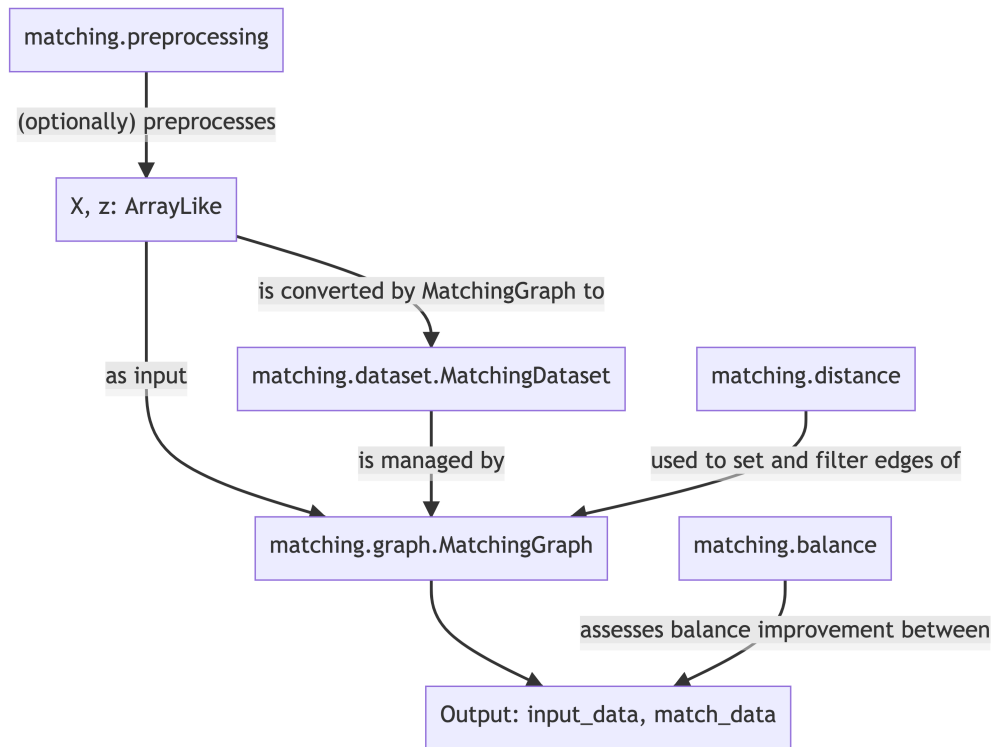 matching.preprocessing
(optionally) preprocesses
X, z: ArrayLike
is converted by MatchingGraph to
as input
matching.dataset.MatchingDataset
matching.distance
is managed by
used to set and filter edges of
matching.graph.MatchingGraph
matching.balance
assesses balance improvement between
Output: input_data, match_data